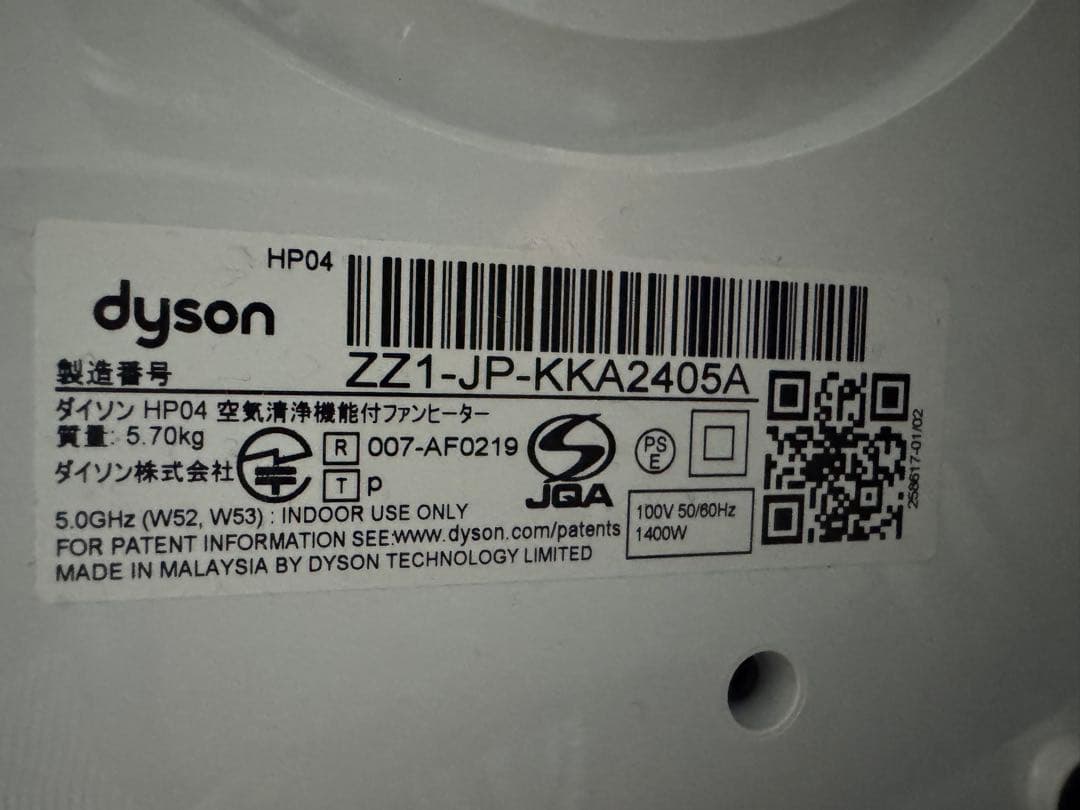 HP04
dyson
製造番号 ZZ1-JP-KKA2405A
ダイソン HP04 空気清浄機能付ファンヒーター
質量: 5.70kg
ダイソン株式会社
R 007-AF0219
T p
JQA
PS
E
100V 50/60Hz
1400W
258617-01/02
5.0GHz (W52, W53) : INDOOR USE ONLY
FOR PATENT INFORMATION SEE:www.dyson.com/patents
MADE IN MALAYSIA BY DYSON TECHNOLOGY LIMITED